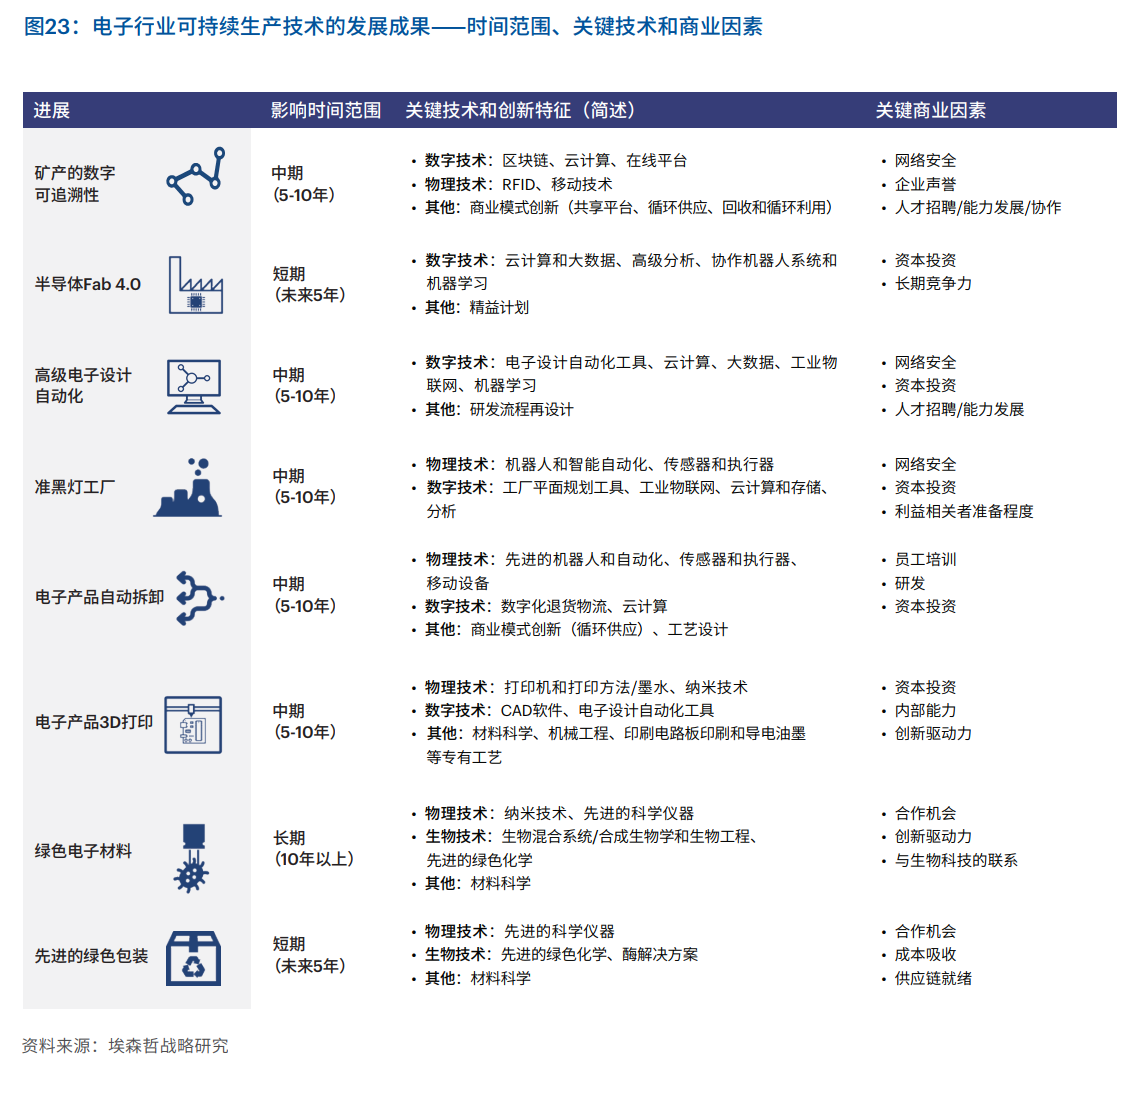 图23：电子行业可持续生产技术的发展成果——时间范围、关键技术和商业因素
进展 影响时间范围 关键技术和创新特征（简述） 关键商业因素
矿产的数字
可追溯性
中期
（5-10年）
• 数字技术：区块链、云计算、在线平台
• 物理技术：RFID、移动技术
• 其他：商业模式创新（共享平台、循环供应、回收和循环利用）
• 网络安全
• 企业声誉
• 人才招聘/能力发展/协作
半导体Fab 4.0
短期
（未来5年）
• 数字技术：云计算和大数据、高级分析、协作机器人系统和
机器学习
• 其他：精益计划
• 资本投资
• 长期竞争力
高级电子设计
自动化
中期
（5-10年）
• 数字技术：电子设计自动化工具、云计算、大数据、工业物
联网、机器学习
• 其他：研发流程再设计
• 网络安全
• 资本投资
• 人才招聘/能力发展
准黑灯工厂
中期
（5-10年）
• 物理技术：机器人和智能自动化、传感器和执行器
• 数字技术：工厂平面规划工具、工业物联网、云计算和存储、
分析
• 网络安全
• 资本投资
• 利益相关者准备程度
电子产品自动拆卸
中期
（5-10年）
• 物理技术：先进的机器人和自动化、传感器和执行器、
移动设备
• 数字技术：数字化退货物流、云计算
• 其他：商业模式创新（循环供应）、工艺设计
• 员工培训
• 研发
• 资本投资
电子产品3D打印
中期
（5-10年）
• 物理技术：打印机和打印方法/墨水、纳米技术
• 数字技术：CAD软件、电子设计自动化工具
• 其他：材料科学、机械工程、印刷电路板印刷和导电油墨
等专有工艺
• 资本投资
• 内部能力
• 创新驱动力
绿色电子材料
长期
（10年以上）
• 物理技术：纳米技术、先进的科学仪器
• 生物技术：生物混合系统/合成生物学和生物工程、
先进的绿色化学
• 其他：材料科学
• 合作机会
• 创新驱动力
• 与生物科技的联系
先进的绿色包装
短期
（未来5年）
• 物理技术：先进的科学仪器
• 生物技术：先进的绿色化学、酶解决方案
• 其他：材料科学
• 合作机会
• 成本吸收
• 供应链就绪
资料来源：埃森哲战略研究